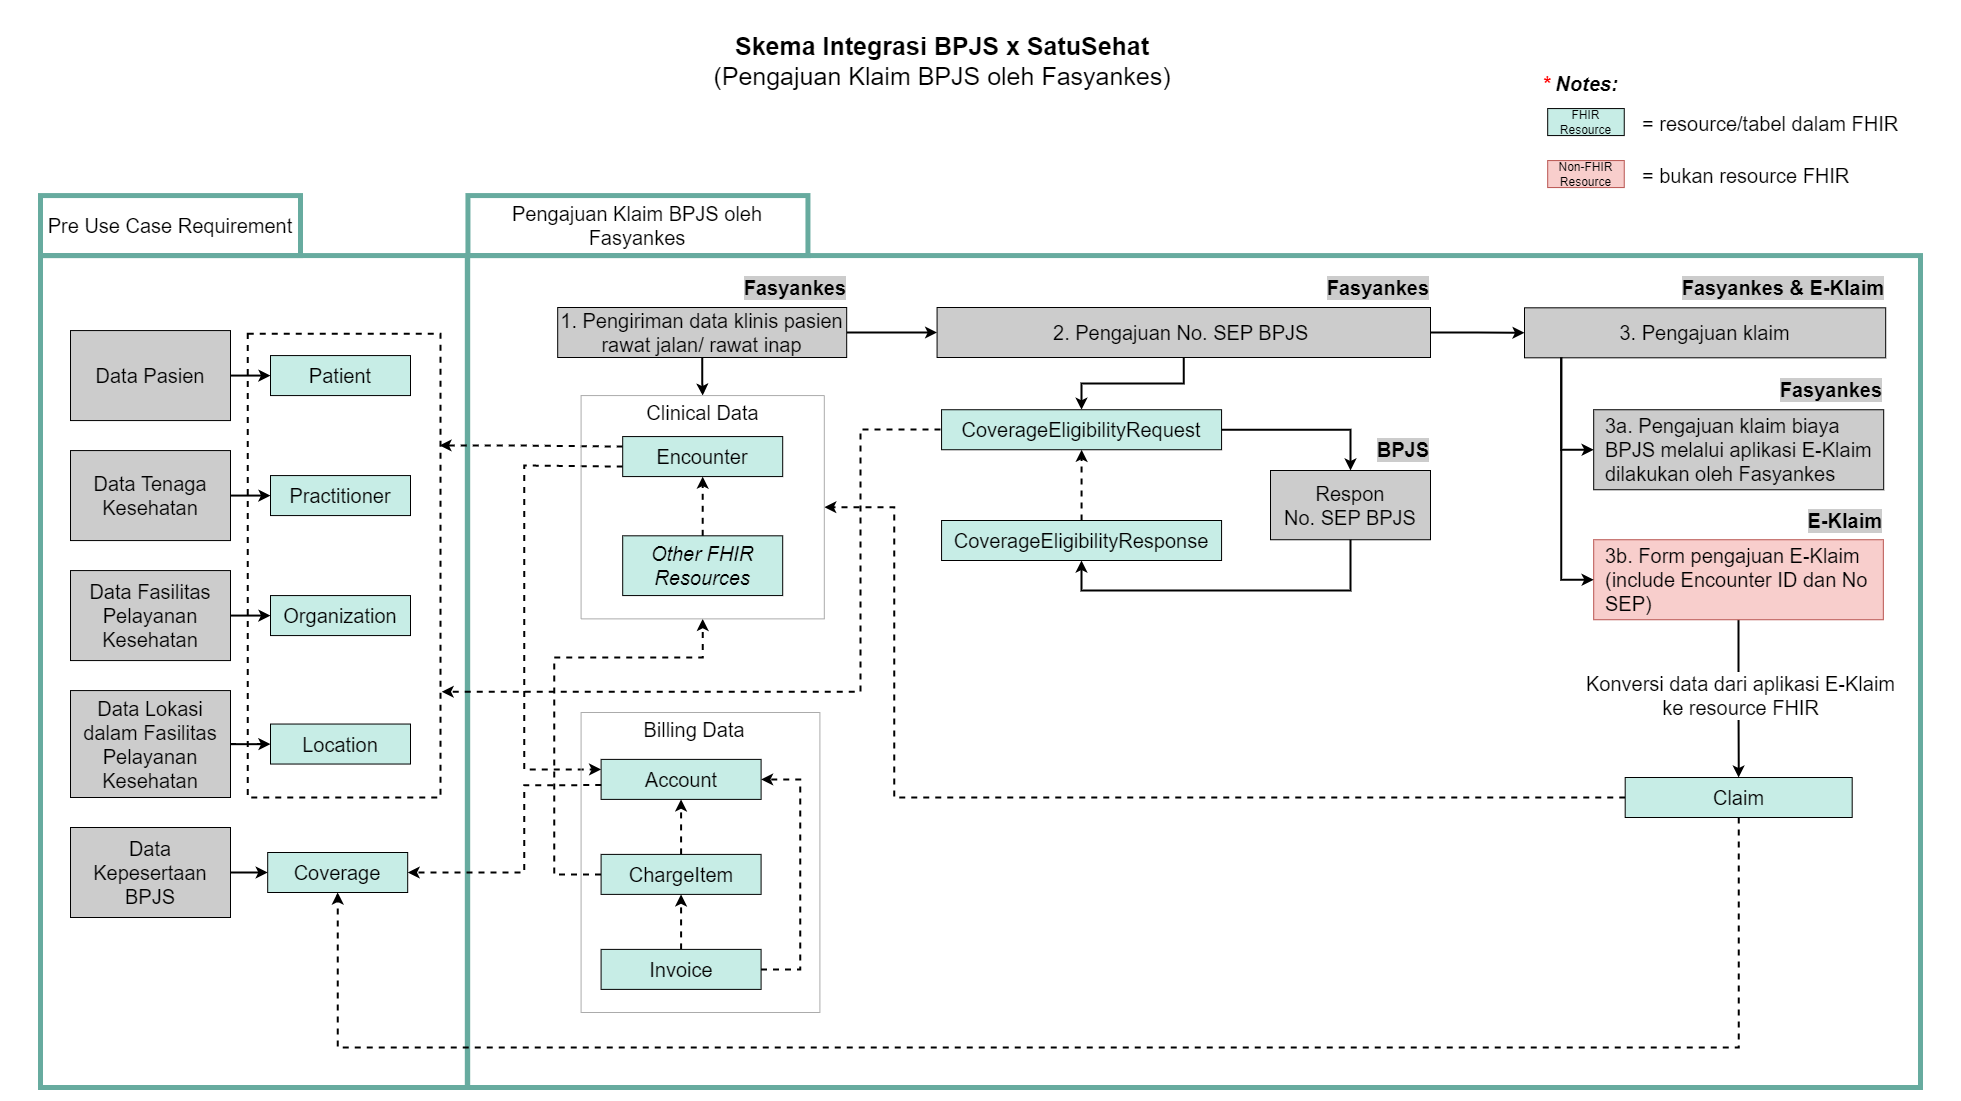 Skema Integrasi BPJS x SatuSehat
(Pengajuan Klaim BPJS oleh Fasyankes)
* Notes:
FHIR
Resource
= resource/tabel dalam FHIR
Non-FHIR
Resource
= bukan resource FHIR
Pre Use Case Requirement
Data Pasien
Patient
Data Tenaga
Kesehatan
Practitioner
Data Fasilitas
Pelayanan
Kesehatan
Organization
Data Lokasi
dalam Fasilitas
Pelayanan
Kesehatan
Location
Data
Kepesertaan
BPJS
Coverage
Pengajuan Klaim BPJS oleh
Fasyankes
Fasyankes
1. Pengiriman data klinis pasien
rawat jalan/ rawat inap
Clinical Data
Encounter
Other FHIR
Resources
Billing Data
Account
ChargeItem
Invoice
Fasyankes
2. Pengajuan No. SEP BPJS
CoverageEligibilityRequest
BPJS
Respon
No. SEP BPJS
CoverageEligibilityResponse
Fasyankes & E-Klaim
3. Pengajuan klaim
Fasyankes
3a. Pengajuan klaim biaya
BPJS melalui aplikasi E-Klaim
dilakukan oleh Fasyankes
E-Klaim
3b. Form pengajuan E-Klaim
(include Encounter ID dan No
SEP)
Konversi data dari aplikasi E-Klaim
ke resource FHIR
Claim